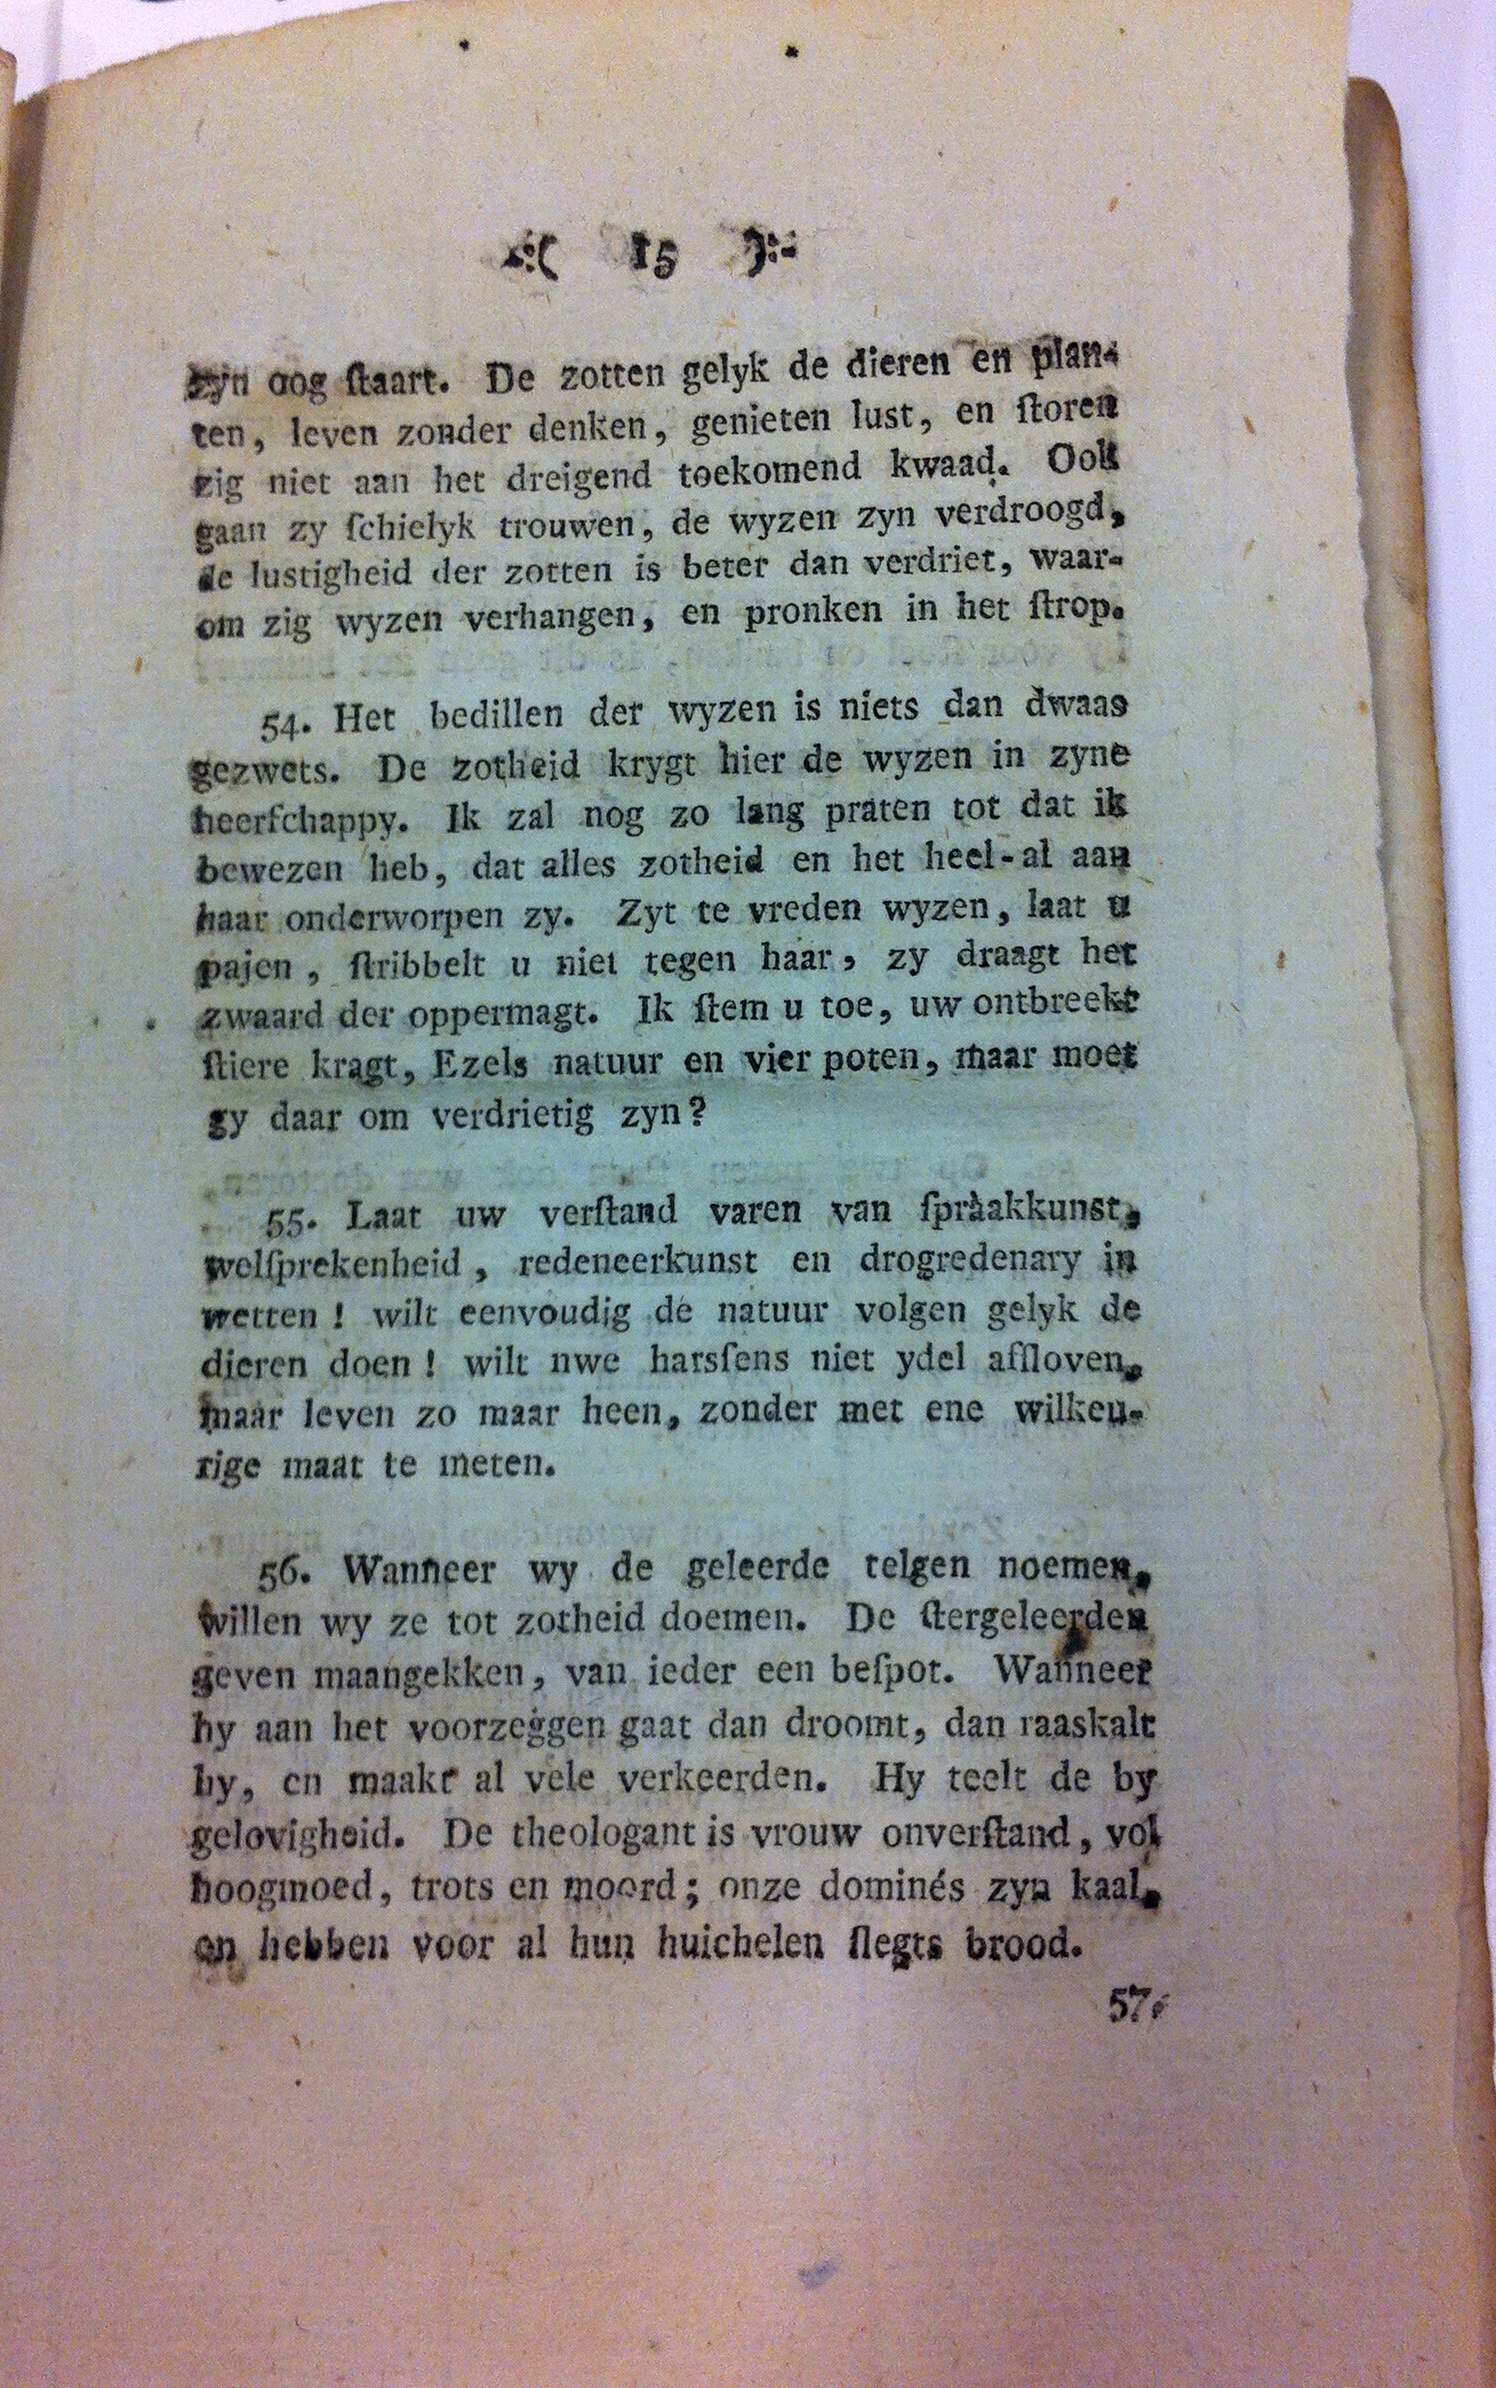 -:( 15 ):-
zyn oog ſtaart. De zotten gelyk de dieren en plan-
ten, leven zonder denken, genieten lust, en ſtoren
zig niet aan het dreigend toekomend kwaad. Ook
gaan zy ſchielyk trouwen, de wyzen zyn verdroogd,
de lustigheid der zotten is beter dan verdriet, waar-
om zig wyzen verhangen, en pronken in het ſtrop.
54. Het bedillen der wyzen is niets dan dwaas
gezwets. De zotheid krygt hier de wyzen in zyne
heerſchappy. Ik zal nog zo lang praten tot dat ik
bewezen heb, dat alles zotheid en het heel-al aan
haar onderworpen zy. Zyt te vreden wyzen, laat u
pajen, ſtribbelt u niet tegen haar, zy draagt het
zwaard der oppermagt. Ik ſtem u toe, uw ontbreekt
ſtiere kragt, Ezels natuur en vier poten, maar moet
gy daar om verdrietig zyn?
55. Laat uw verſtand varen van ſpraakkunst,
welſprekenheid, redeneerkunst en drogredenary in
wetten! wilt eenvoudig de natuur volgen gelyk de
dieren doen! wilt nwe harsſens niet ydel afſloven,
maar leven zo maar heen, zonder met ene wilkeu-
rige maat te meten.
56. Wanneer wy de geleerde telgen noemen,
willen wy ze tot zotheid doemen. De ſtergeleerden
geven maangekken, van ieder een beſpot. Wanneer
hy aan het voorzeggen gaat dan droomt, dan raaskalt
hy, en maakt al vele verkeerden. Hy teelt de by
gelovigheid. De theologant is vrouw onverſtand, vol
hoogmoed, trots en moord; onze dominés zyn kaal,
en hebben voor al hun huichelen ſlegts brood.
57.